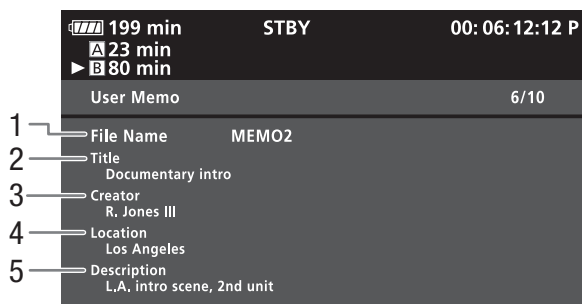 199 min STBY 00:06:12:12 P
A 23 min
B 80 min
User Memo 6/10
1 File Name MEMO2
2 Title
Documentary intro
3 Creator
R. Jones III
4 Location
Los Angeles
5 Description
L.A. intro scene, 2nd unit